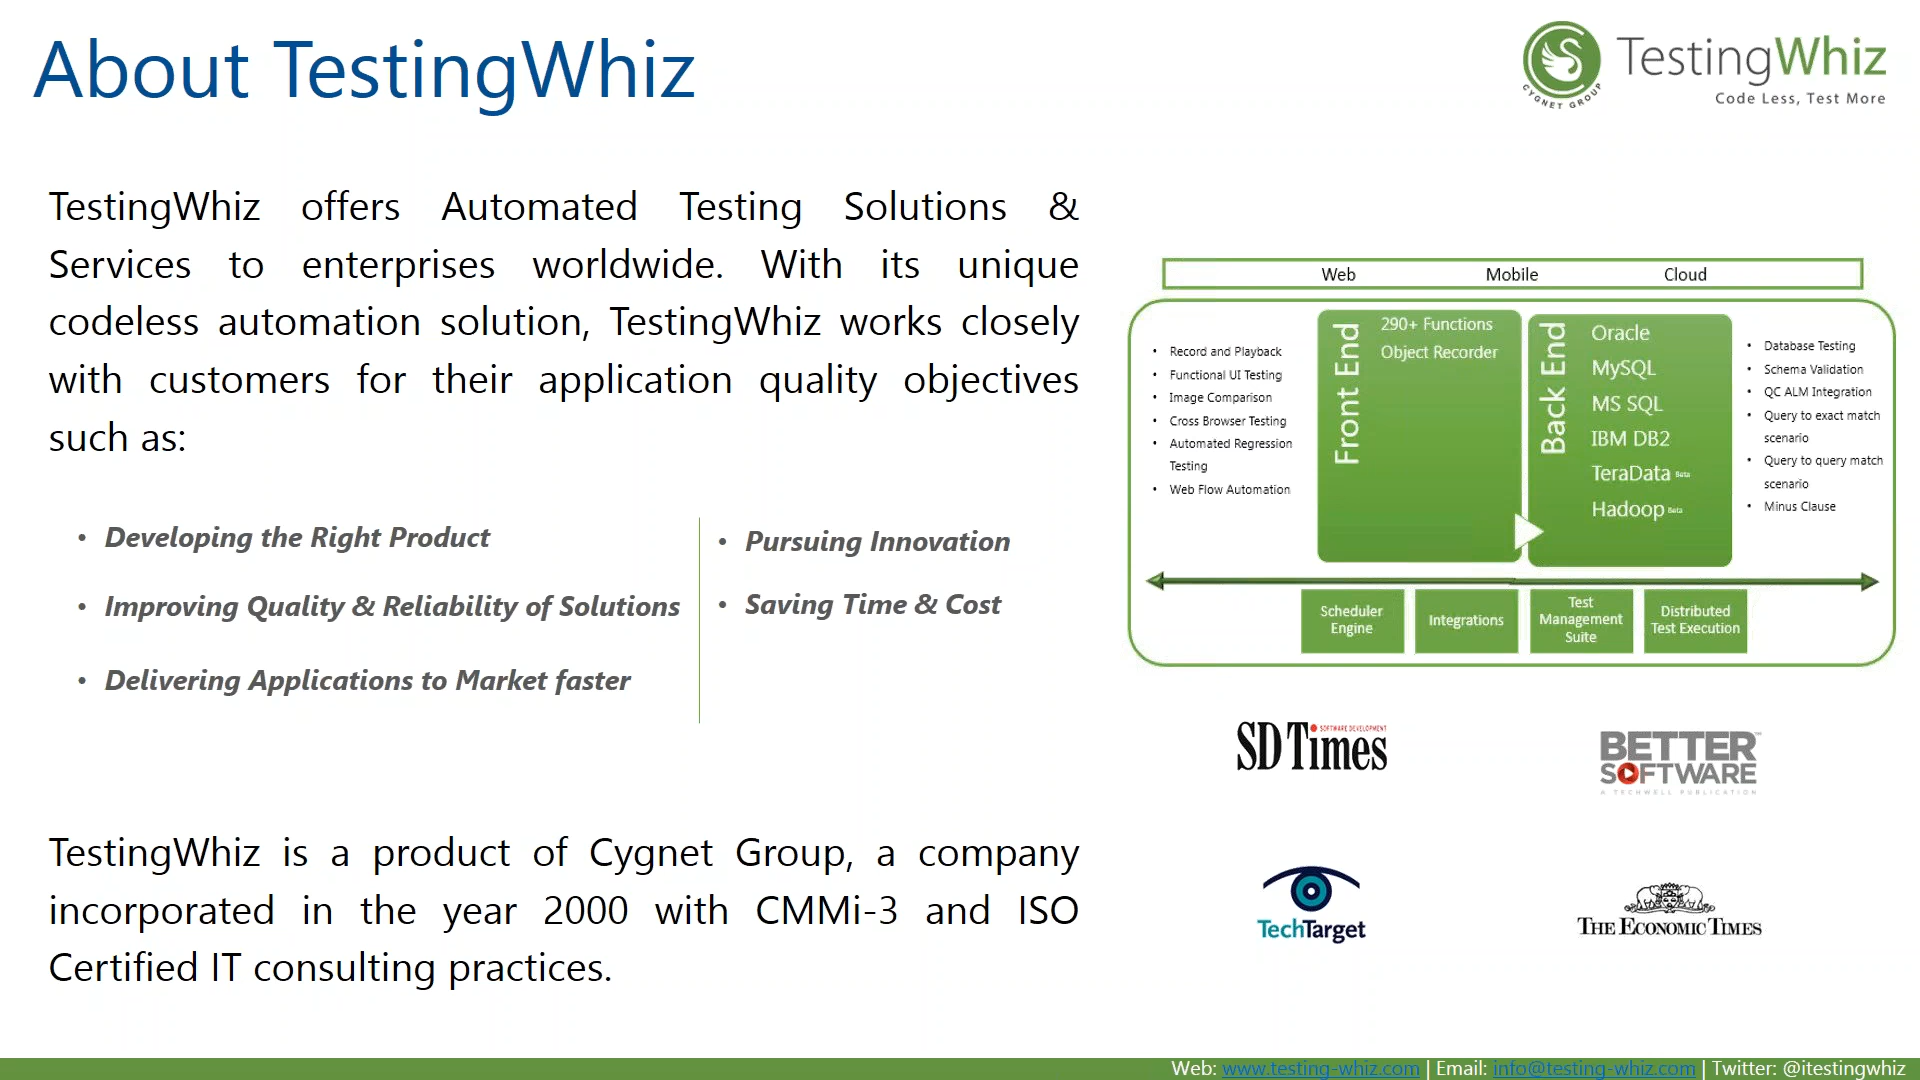 About TestingWhiz
CYGNET GROUP
TestingWhiz
Code Less, Test More
TestingWhiz offers Automated Testing Solutions &
Services to enterprises worldwide. With its unique
codeless automation solution, TestingWhiz works closely
with customers for their application quality objectives
such as:
• Developing the Right Product
• Improving Quality & Reliability of Solutions
• Delivering Applications to Market faster
• Pursuing Innovation
• Saving Time & Cost
TestingWhiz is a product of Cygnet Group, a company
incorporated in the year 2000 with CMMi-3 and ISO
Certified IT consulting practices.
Web Mobile Cloud
• Record and Playback
• Functional UI Testing
• Image Comparison
• Cross Browser Testing
• Automated Regression
Testing
• Web Flow Automation
Front End
290+ Functions
Object Recorder
Back End
Oracle
MySQL
MS SQL
IBM DB2
TeraData Beta
Hadoop Beta
• Database Testing
• Schema Validation
• QC ALM Integration
• Query to exact match
scenario
• Query to query match
scenario
• Minus Clause
Scheduler
Engine
Integrations
Test
Management
Suite
Distributed
Test Execution
SOFTWARE DEVELOPMENT
SD Times
BETTER
SOFTWARE
A TECHWELL PUBLICATION
TechTarget
THE ECONOMIC TIMES
Web: www.testing-whiz.com | Email: info@testing-whiz.com | Twitter: @itestingwhiz